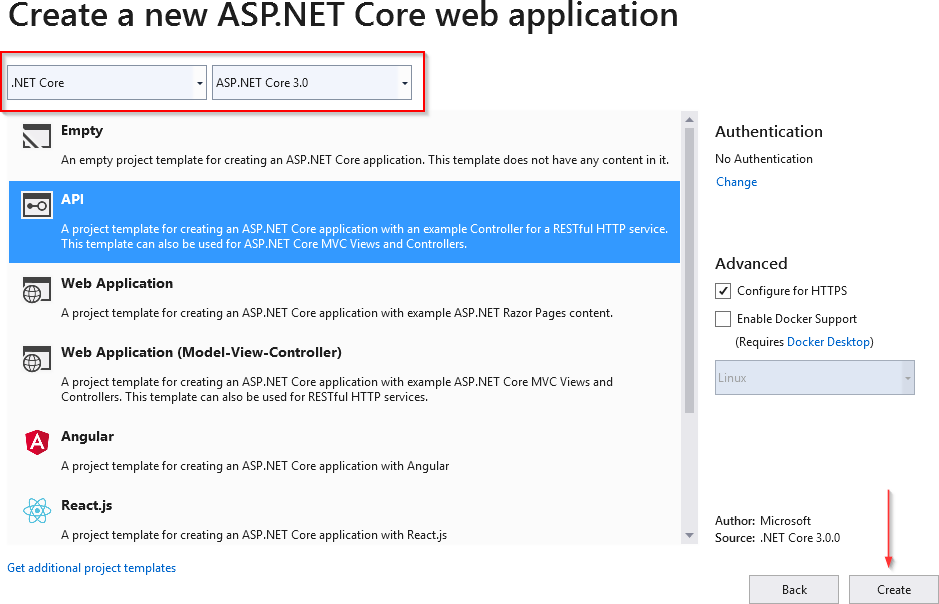 Create a new ASP.NET Core web application
.NET Core
ASP.NET Core 3.0
Empty
An empty project template for creating an ASP.NET Core application. This template does not have any content in it.
API
A project template for creating an ASP.NET Core application with an example Controller for a RESTful HTTP service.
This template can also be used for ASP.NET Core MVC Views and Controllers.
Web Application
A project template for creating an ASP.NET Core application with example ASP.NET Razor Pages content.
Web Application (Model-View-Controller)
A project template for creating an ASP.NET Core application with example ASP.NET Core MVC Views and
Controllers. This template can also be used for RESTful HTTP services.
Angular
A project template for creating an ASP.NET Core application with Angular
React.js
A project template for creating an ASP.NET Core application with React.js
Get additional project templates
Authentication
No Authentication
Change
Advanced
Configure for HTTPS
Enable Docker Support
(Requires Docker Desktop)
Linux
Author: Microsoft
Source: .NET Core 3.0.0
Back
Create